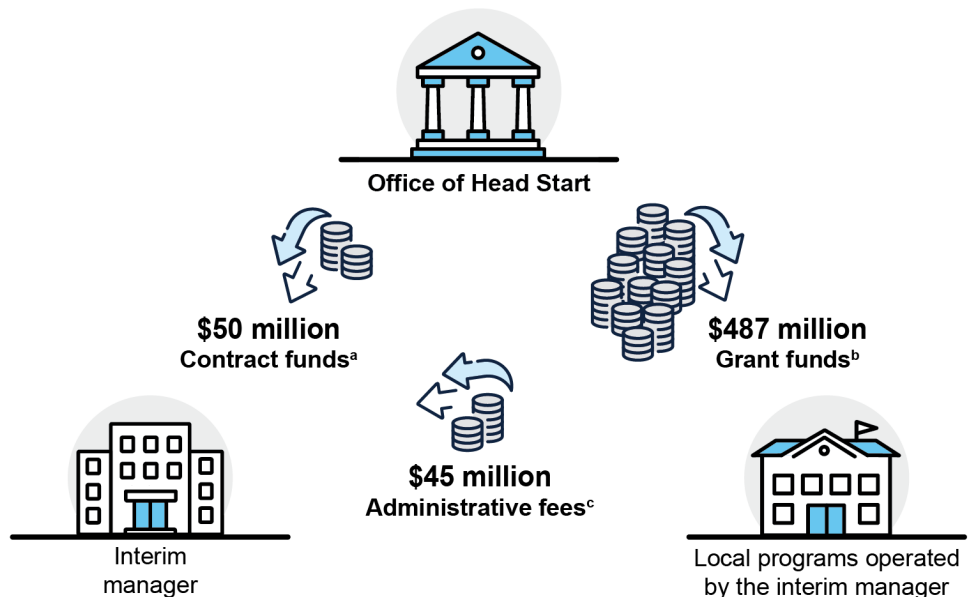 Office of Head Start
$50 million
Contract fundsᵃ
$487 million
Grant fundsᵇ
$45 million
Administrative feesᶜ
Interim
manager
Local programs operated
by the interim manager